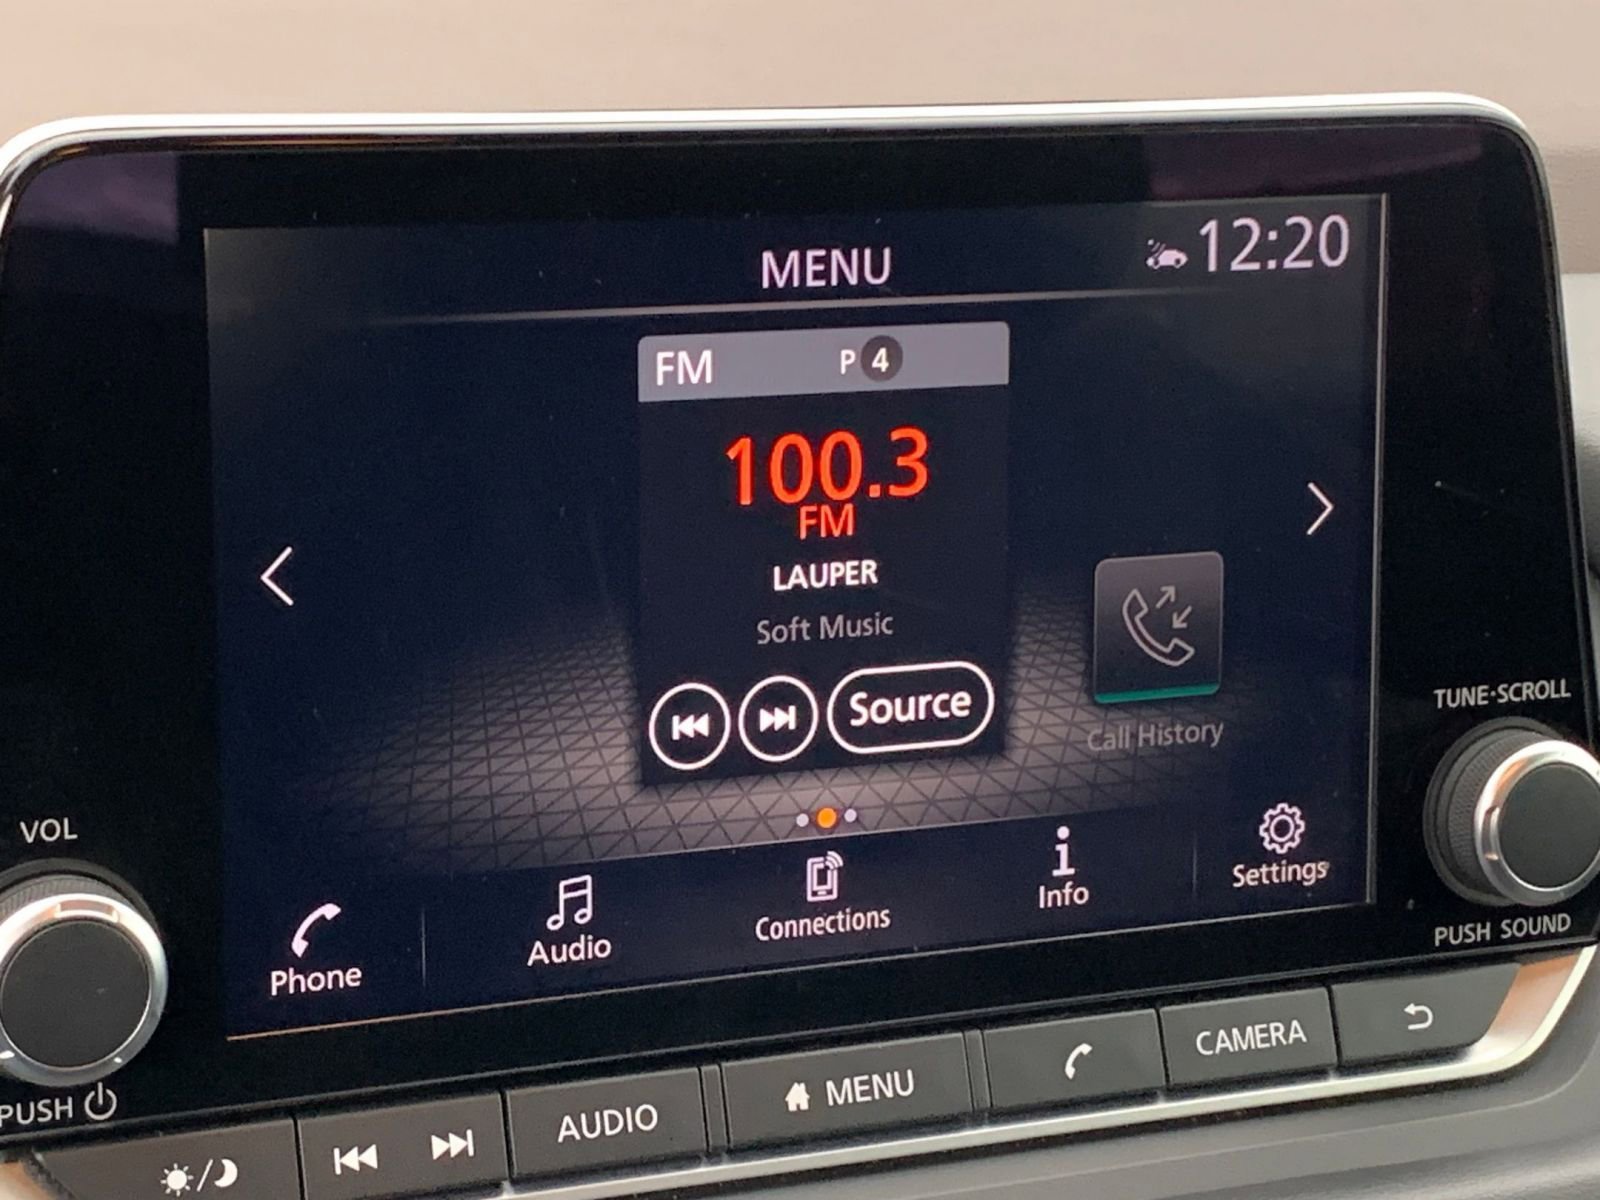 MENU
12:20
FM P 4
100.3
FM
LAUPER
Soft Music
Source
Call History
Phone
Audio
Connections
Info
Settings
VOL
PUSH
TUNE·SCROLL
PUSH SOUND
AUDIO
MENU
CAMERA